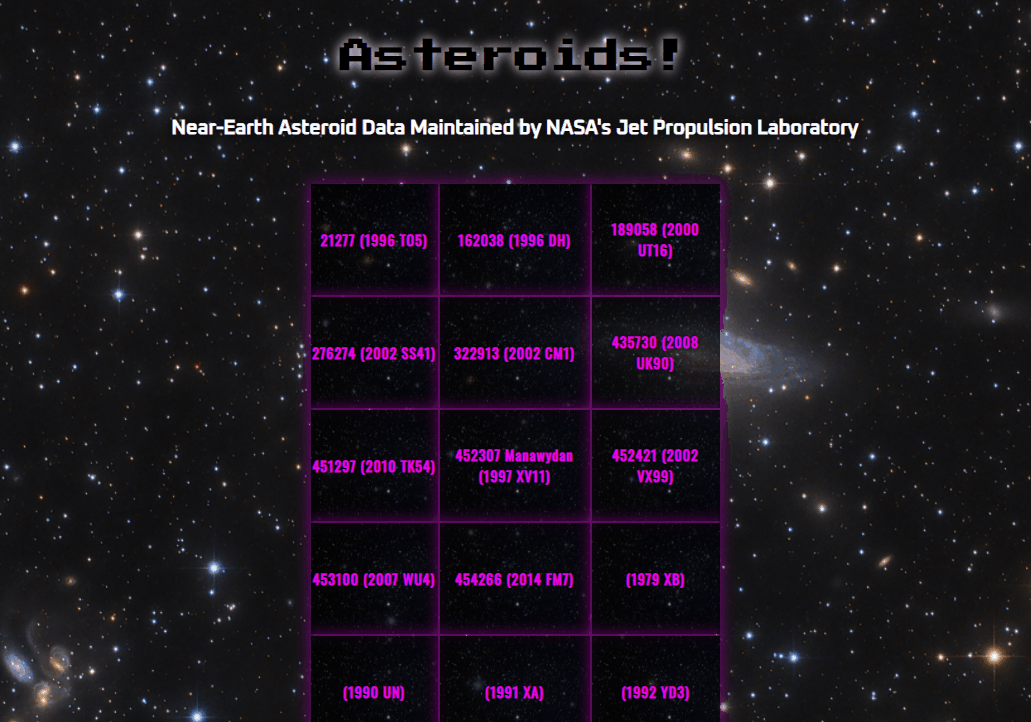 Asteroids!
Near-Earth Asteroid Data Maintained by NASA's Jet Propulsion Laboratory
21277 (1996 TO5)
162038 (1996 DH)
189058 (2000
UT16)
276274 (2002 SS41)
322913 (2002 CM1)
435730 (2008
UK90)
451297 (2010 TK54)
452307 Manawydan
(1997 XV11)
452421 (2002
VX99)
453100 (2007 WU4)
454266 (2014 FM7)
(1979 XB)
(1990 UN)
(1991 XA)
(1992 YD3)